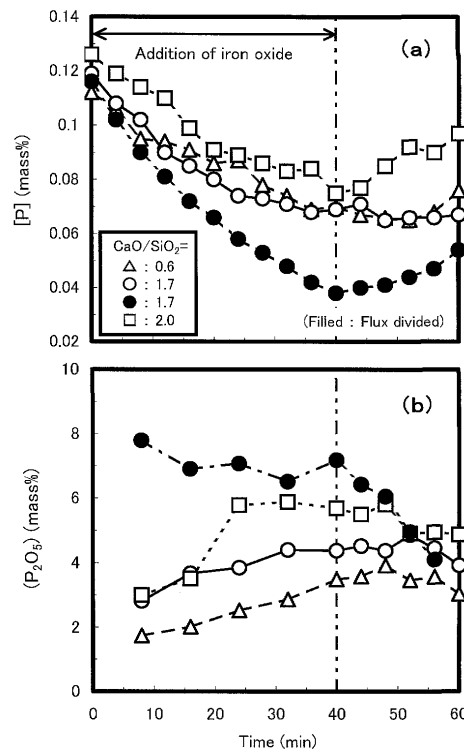 0.14
0.12
0.1
0.08
0.06
0.04
0.02
[P] (mass%)
Addition of iron oxide
(a)
CaO/SiO2=
: 0.6
: 1.7
: 1.7
: 2.0
(Filled : Flux divided)
10
8
6
4
2
0
(P2O5) (mass%)
(b)
0 10 20 30 40 50 60
Time (min)